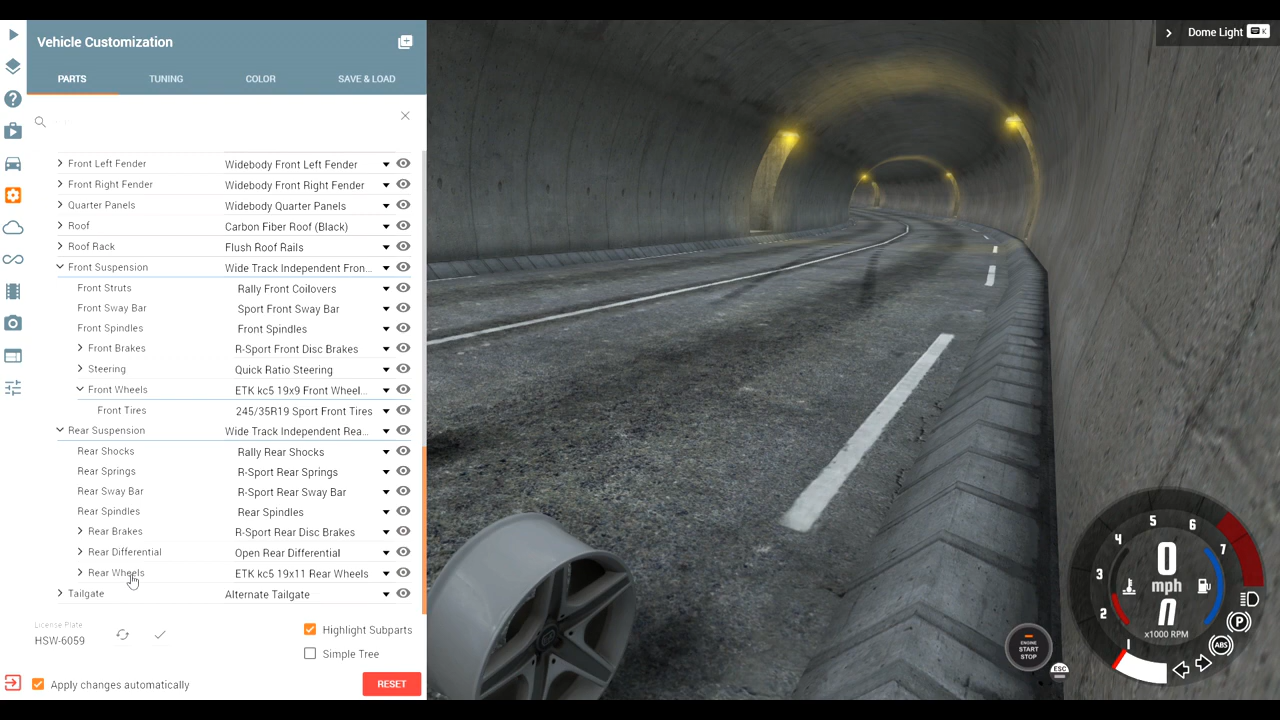 Vehicle Customization
PARTS TUNING COLOR SAVE & LOAD
Front Left Fender Widebody Front Left Fender
Front Right Fender Widebody Front Right Fender
Quarter Panels Widebody Quarter Panels
Roof Carbon Fiber Roof (Black)
Roof Rack Flush Roof Rails
Front Suspension Wide Track Independent Fron...
Front Struts Rally Front Coilovers
Front Sway Bar Sport Front Sway Bar
Front Spindles Front Spindles
Front Brakes R-Sport Front Disc Brakes
Steering Quick Ratio Steering
Front Wheels ETK kc5 19x9 Front Wheel...
Front Tires 245/35R19 Sport Front Tires
Rear Suspension Wide Track Independent Rea...
Rear Shocks Rally Rear Shocks
Rear Springs R-Sport Rear Springs
Rear Sway Bar R-Sport Rear Sway Bar
Rear Spindles Rear Spindles
Rear Brakes R-Sport Rear Disc Brakes
Rear Differential Open Rear Differential
Rear Wheels ETK kc5 19x11 Rear Wheels
Tailgate Alternate Tailgate
License Plate
HSW-6059
Highlight Subparts
Simple Tree
Apply changes automatically RESET
Dome Light K
ENGINE
START
STOP
ESC
1 2 3 4 5 6 7
0
mph
n
x1000 RPM
P
ABS